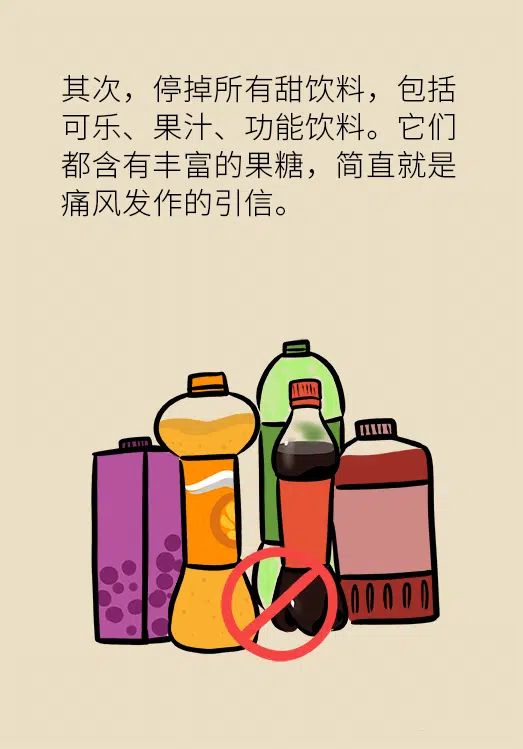 其次，停掉所有甜饮料，包括
可乐、果汁、功能饮料。它们
都含有丰富的果糖，简直就是
痛风发作的引信。